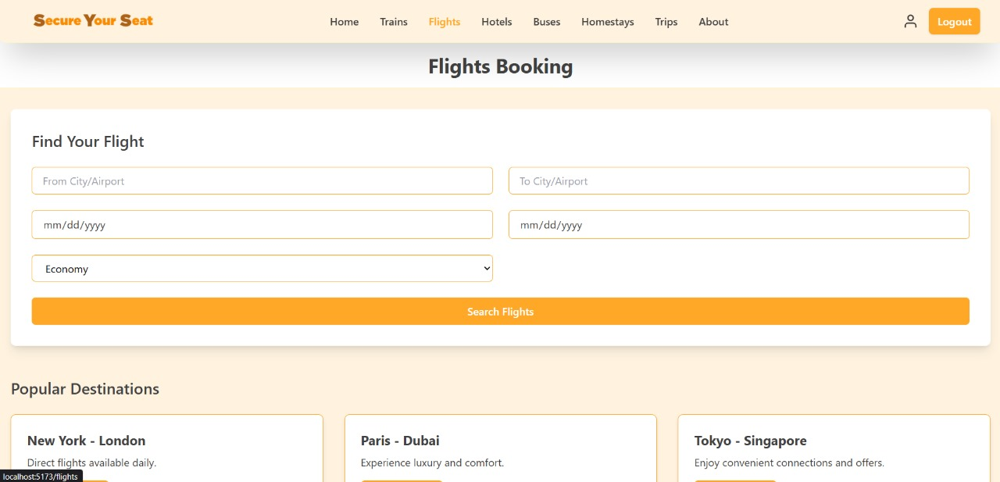 Secure Your Seat
Home Trains Flights Hotels Buses Homestays Trips About
Logout
Flights Booking
Find Your Flight
From City/Airport To City/Airport
mm/dd/yyyy mm/dd/yyyy
Economy
Search Flights
Popular Destinations
New York - London Paris - Dubai Tokyo - Singapore
Direct flights available daily. Experience luxury and comfort. Enjoy convenient connections and offers.
localhost:5173/flights